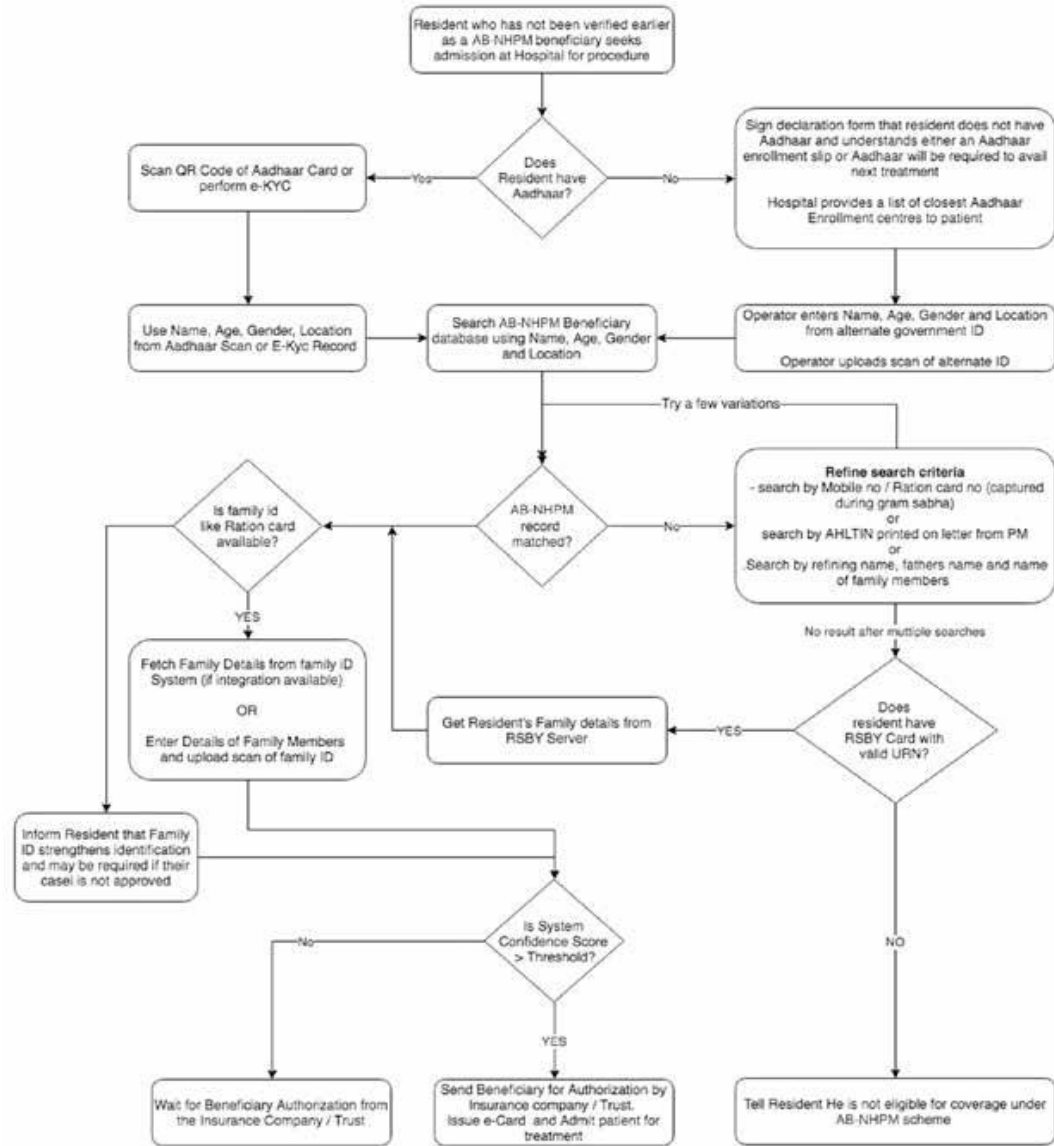 Resident who has not been verified earlier
as a AB-NHPM beneficiary seeks
admission at Hospital for procedure
Does
Resident have
Aadhaar?
Yes
No
Scan QR Code of Aadhaar Card or
perform e-KYC
Sign declaration form that resident does not have
Aadhaar and understands either an Aadhaar
enrollment slip or Aadhaar will be required to avail
next treatment
Hospital provides a list of closest Aadhaar
Enrollment centres to patient
Use Name, Age, Gender, Location
from Aadhaar Scan or E-Kyc Record
Search AB-NHPM Beneficiary
database using Name, Age, Gender
and Location
Operator enters Name, Age, Gender and Location
from alternate government ID
Operator uploads scan of alternate ID
Try a few variations
Is family id
like Ration card
available?
AB-NHPM
record
matched?
No
Refine search criteria
- search by Mobile no / Ration card no (captured
during gram sabha)
or
search by AHLTIN printed on letter from PM
or
.Search by refining name, fathers name and name
of family members
YES
No result after multiple searches
Fetch Family Details from family ID
System (if integration available)
OR
Enter Details of Family Members
and upload scan of family ID
Get Resident's Family details from
RSBY Server
YES
Does
resident have
RSBY Card with
valid URN?
Inform Resident that Family
ID strengthens identification
and may be required if their
casei is not approved
Is System
Confidence Score
> Threshold?
No
NO
YES
Wait for Beneficiary Authorization from
the Insurance Company / Trust
Send Beneficiary for Authorization by
Insurance company / Trust.
Issue e-Card and Admit patient for
treatment
Tell Resident He is not eligible for coverage under
AB-NHPM scheme